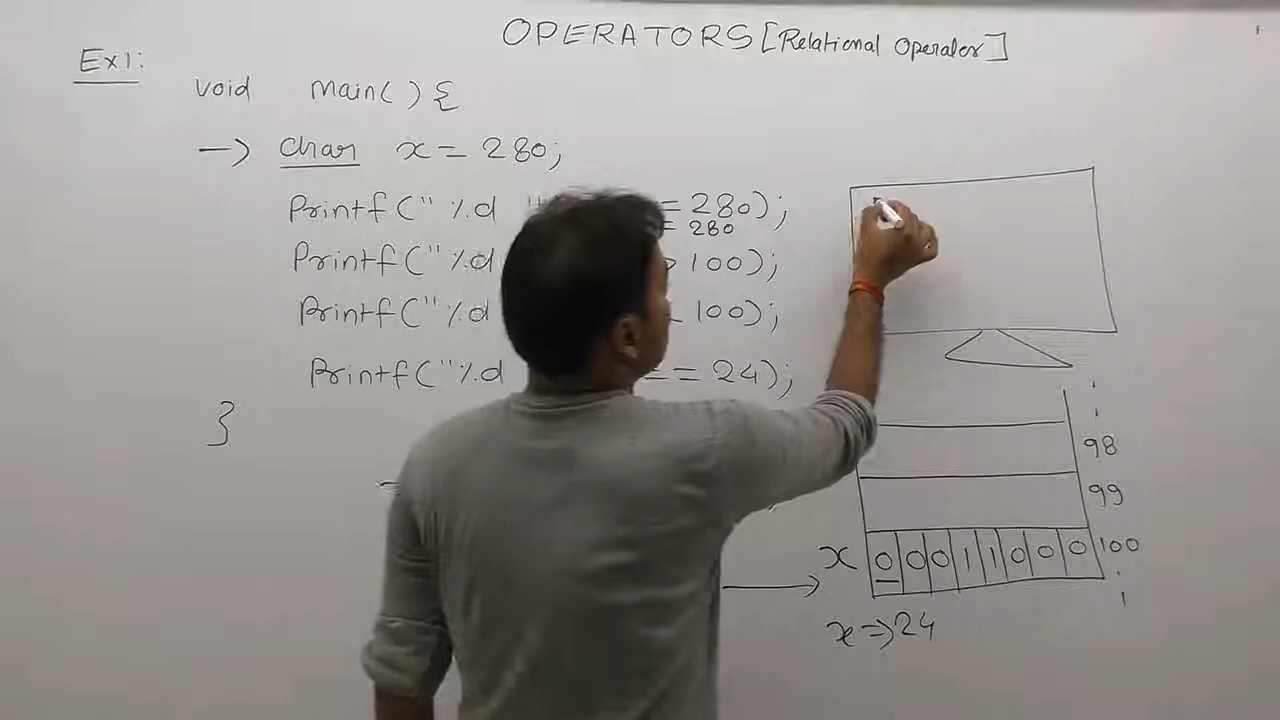 OPERATORS [Relational Operator]
Ex1:
void main( ) {
—> char x = 280;
Printf (" %d " = 280);
= 280
Printf (" %d > 100);
Printf (" %d 100);
Printf ("%d == 24);
}
98
99
x 0 0 0 1 1 0 0 0 100
x => 24